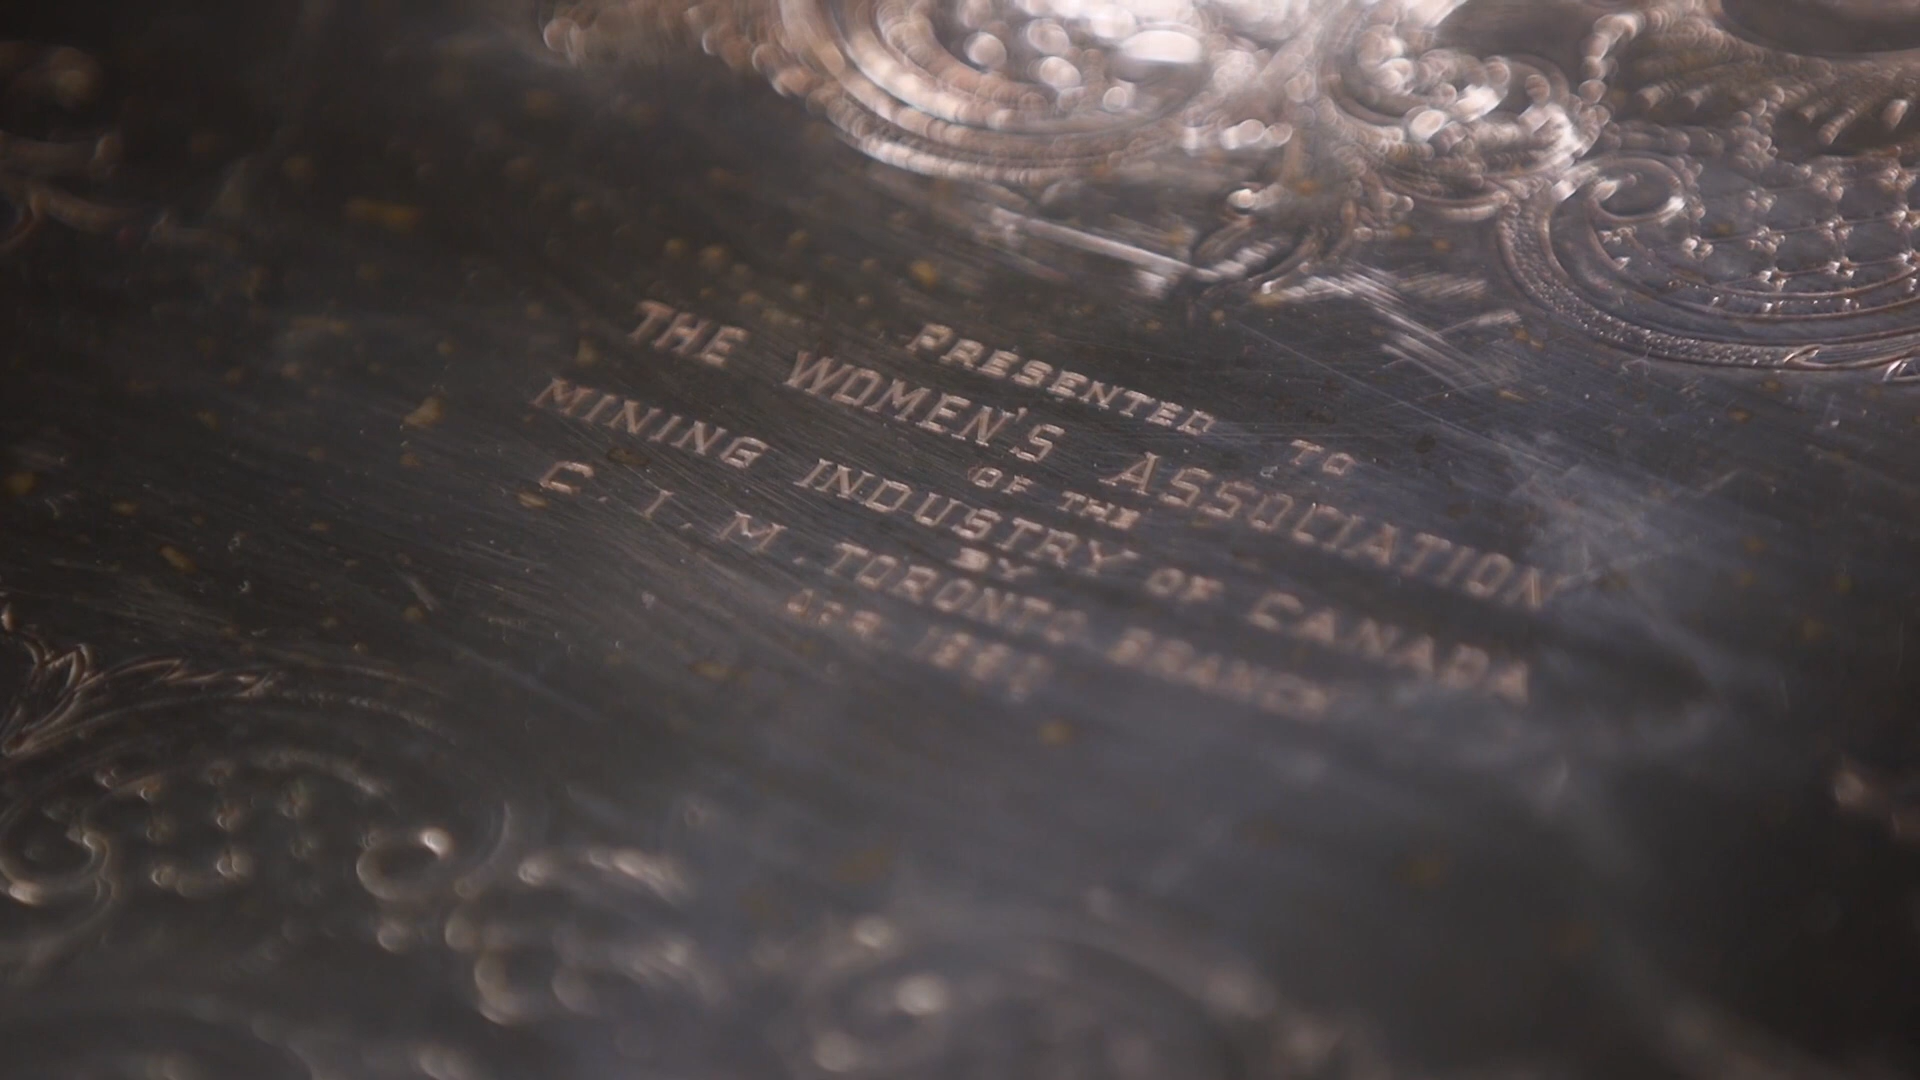 PRESENTED TO
THE WOMEN'S ASSOCIATION
OF THE
MINING INDUSTRY OF CANADA
BY
C. I. M. TORONTO BRANCH